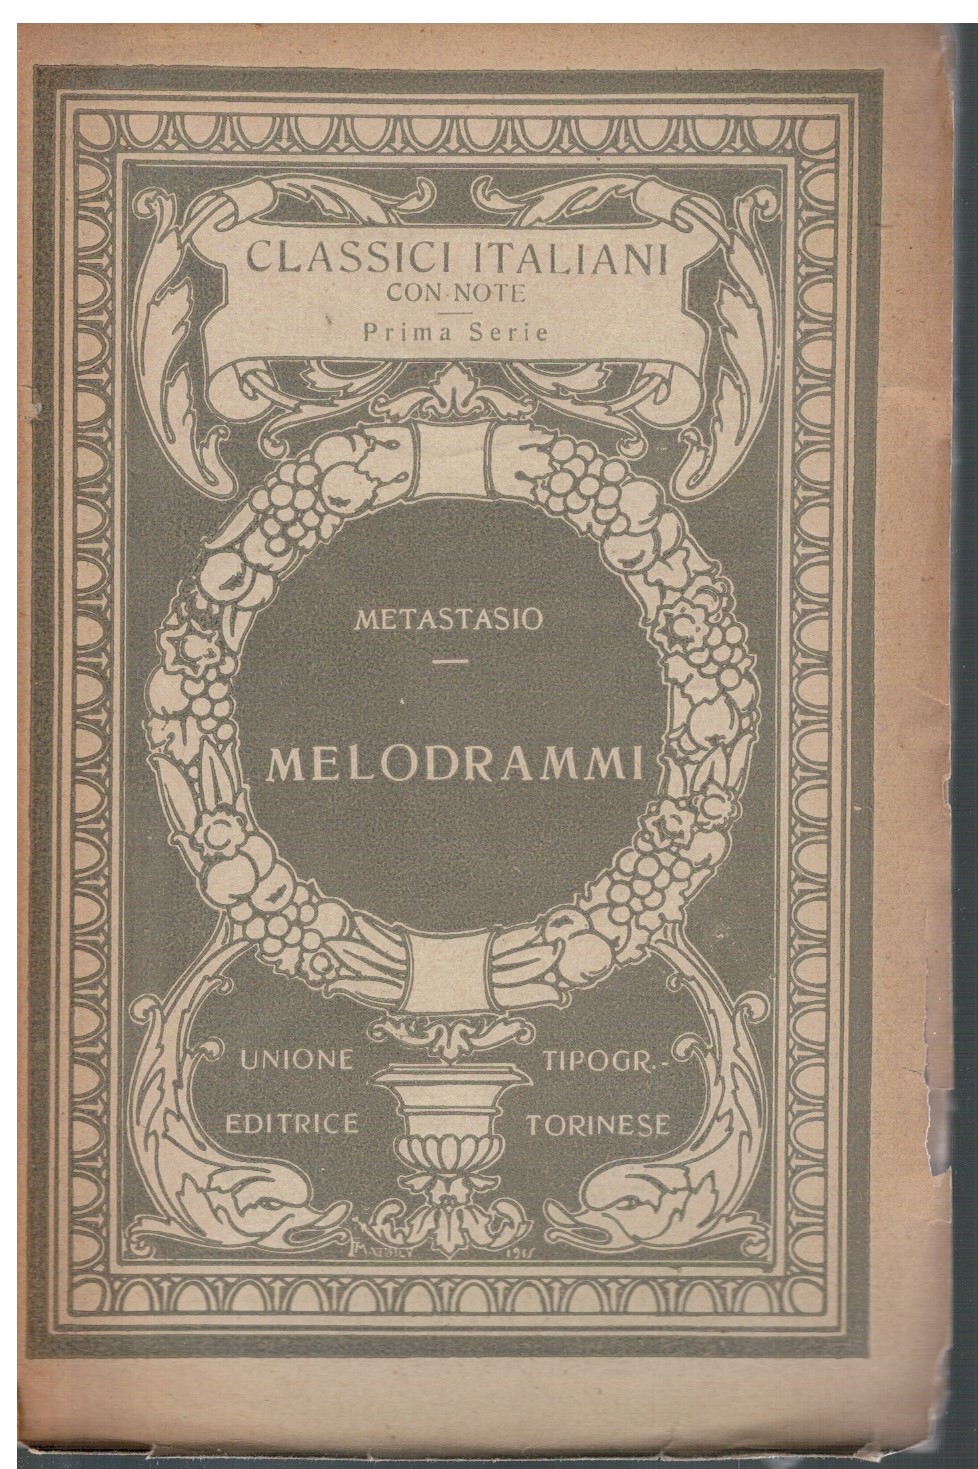 CLASSICI ITALIANI
CON NOTE
Prima Serie
METASTASIO
MELODRAMMI
UNIONE TIPOGR.-
EDITRICE TORINESE